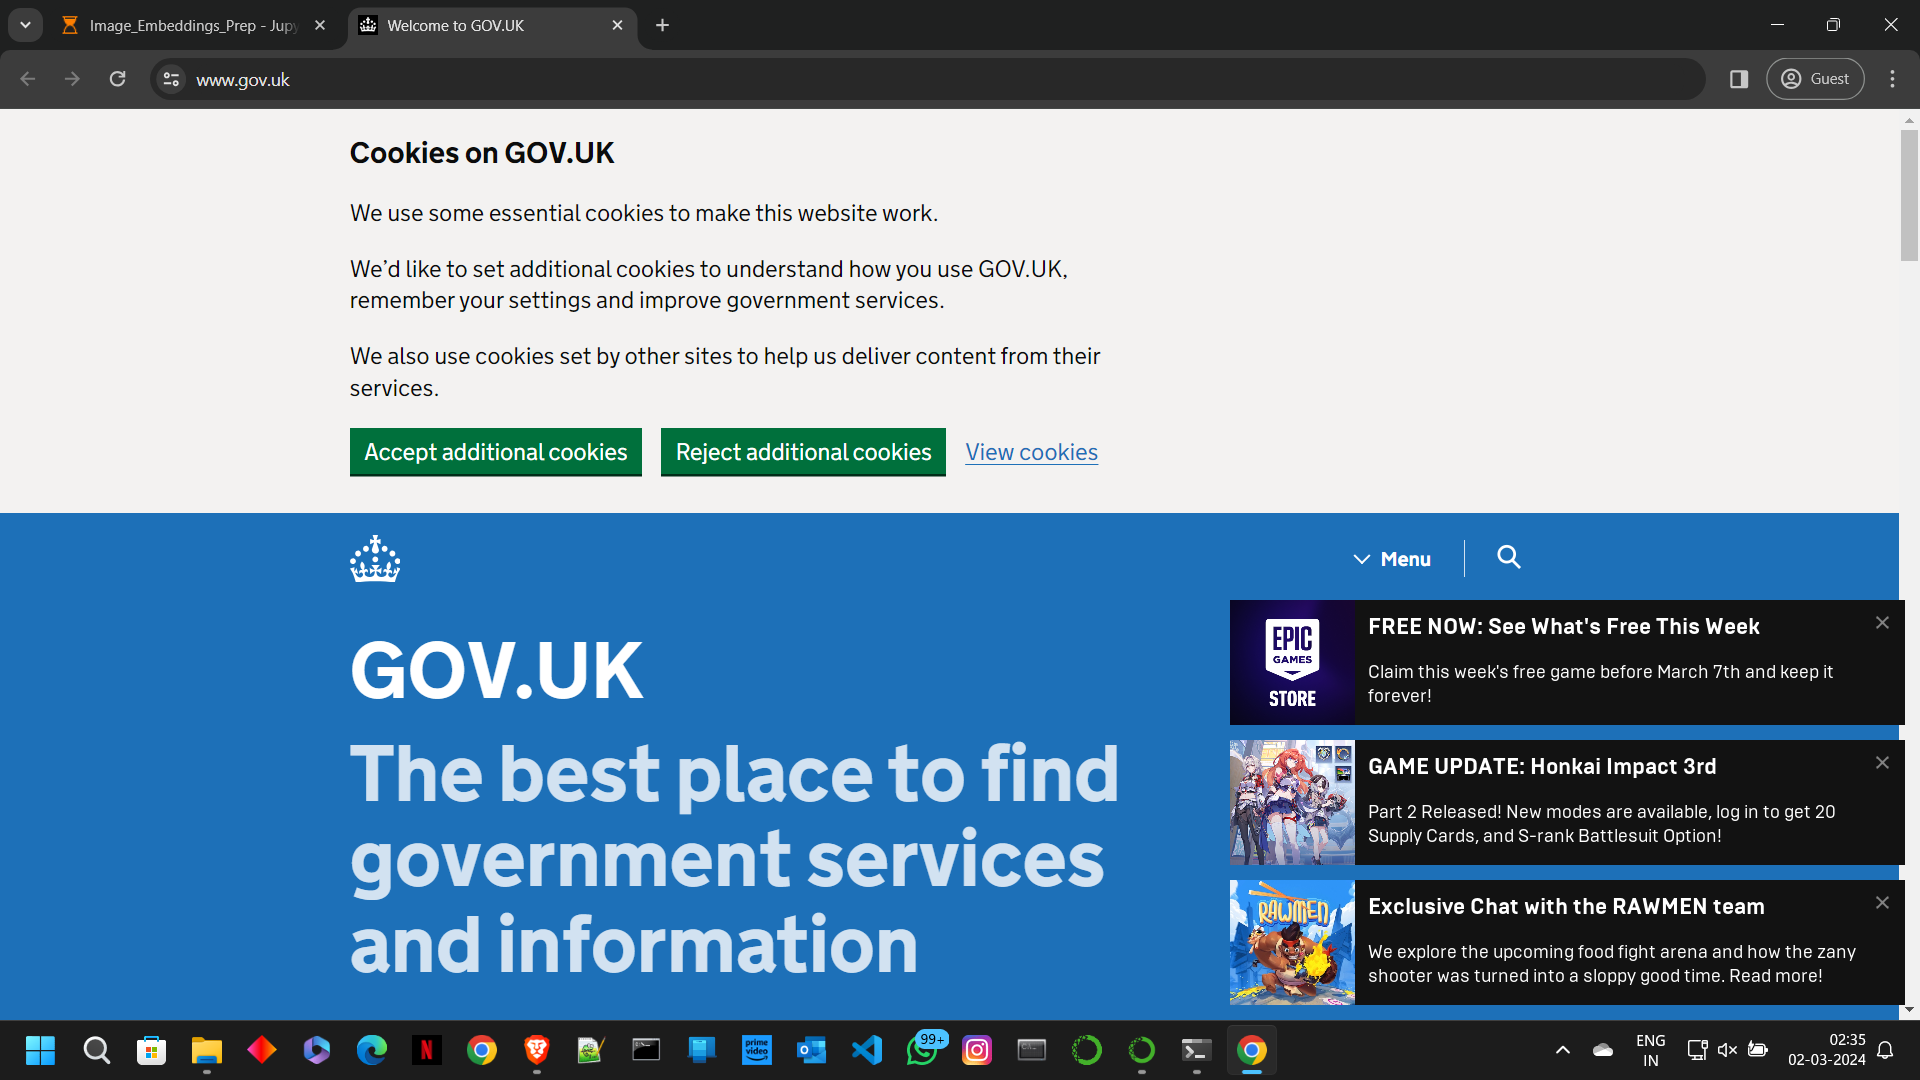 Image_Embeddings_Prep - Jupy
Welcome to GOV.UK
www.gov.uk
Guest
Cookies on GOV.UK
We use some essential cookies to make this website work.
We’d like to set additional cookies to understand how you use GOV.UK,
remember your settings and improve government services.
We also use cookies set by other sites to help us deliver content from their
services.
Accept additional cookies
Reject additional cookies
View cookies
Menu
GOV.UK
The best place to find
government services
and information
EPIC
GAMES
STORE
FREE NOW: See What's Free This Week
Claim this week's free game before March 7th and keep it
forever!
GAME UPDATE: Honkai Impact 3rd
Part 2 Released! New modes are available, log in to get 20
Supply Cards, and S-rank Battlesuit Option!
RAWMEN
Exclusive Chat with the RAWMEN team
We explore the upcoming food fight arena and how the zany
shooter was turned into a sloppy good time. Read more!
N
prime
video
99+
ENG
IN
02:35
02-03-2024